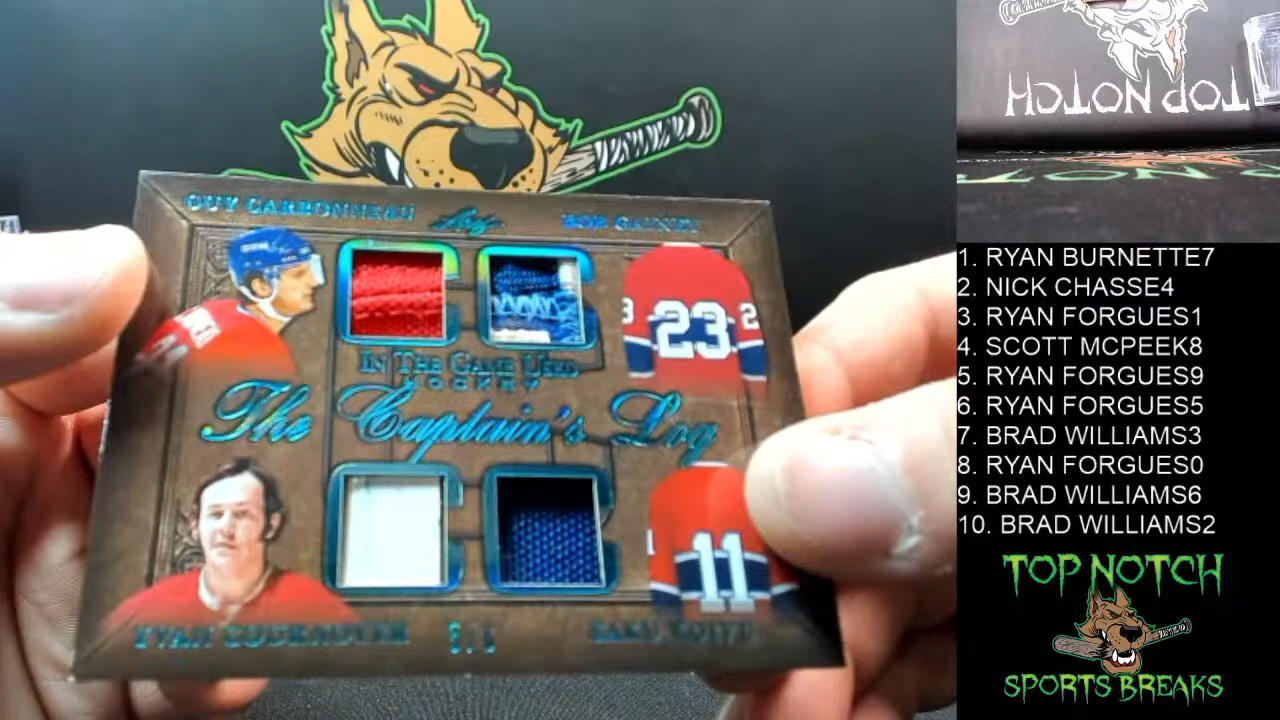 GUY CARBONNEAU
Leaf
BOB GAINEY
23
IN THE GAME USED
HOCKEY
The Captain's Log
11
YVAN COURNOYER
SAKU KOIVU
TOP NOTCH
1. RYAN BURNETTE7
2. NICK CHASSE4
3. RYAN FORGUES1
4. SCOTT MCPEEK8
5. RYAN FORGUES9
6. RYAN FORGUES5
7. BRAD WILLIAMS3
8. RYAN FORGUES0
9. BRAD WILLIAMS6
10. BRAD WILLIAMS2
TOP NOTCH
SPORTS BREAKS